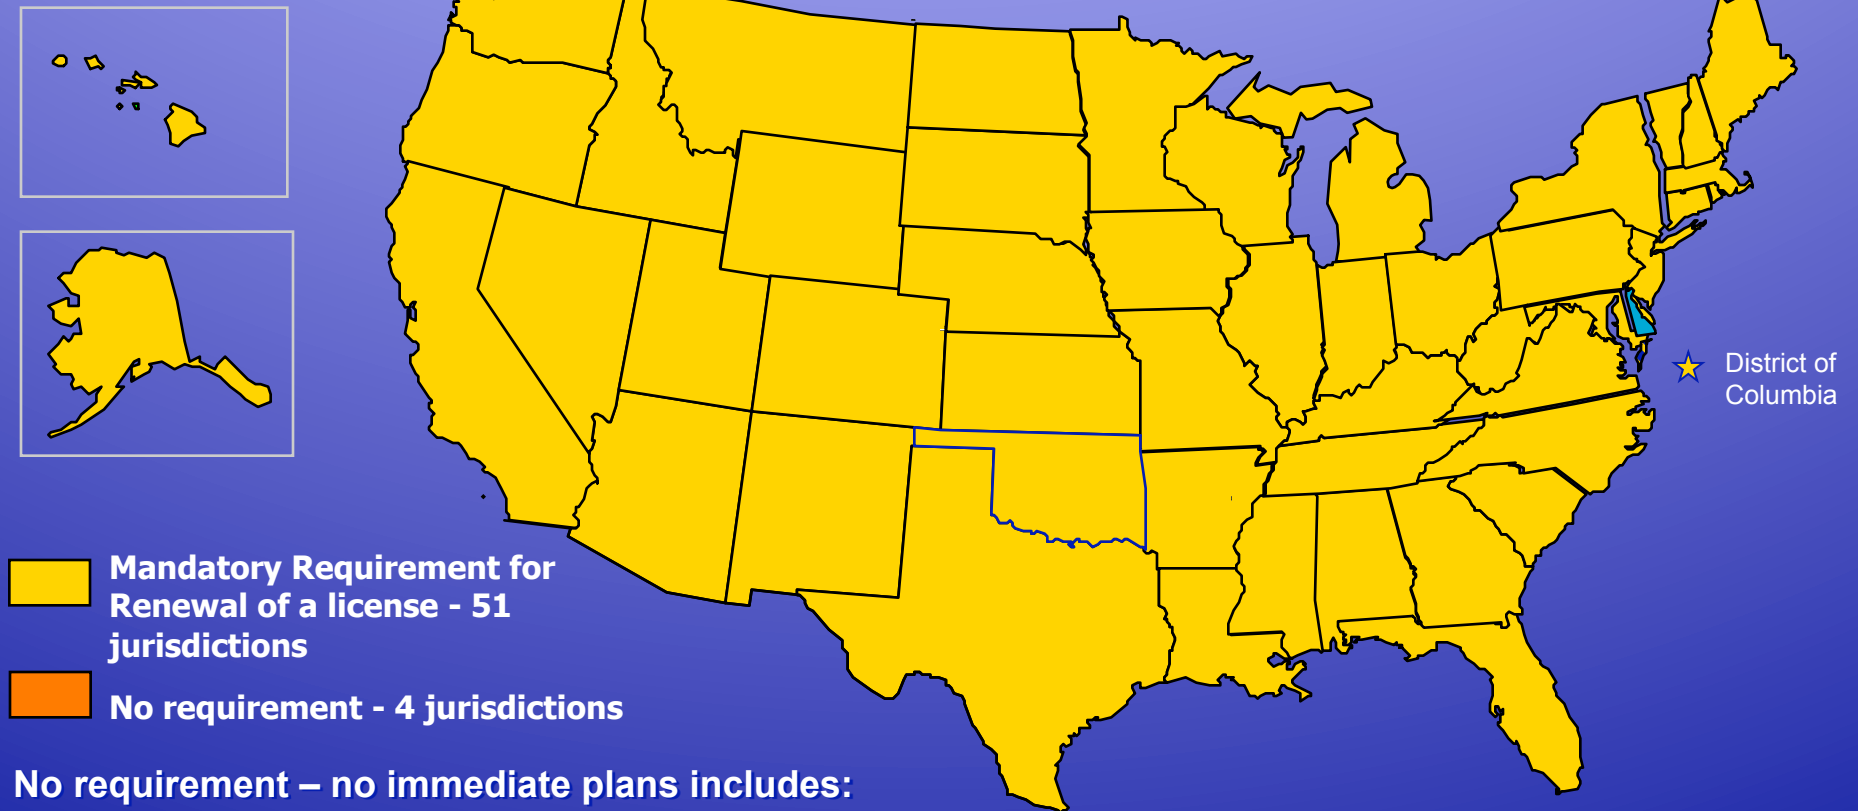 District of
Columbia
Mandatory Requirement for
Renewal of a license - 51
jurisdictions
No requirement - 4 jurisdictions
No requirement – no immediate plans includes: